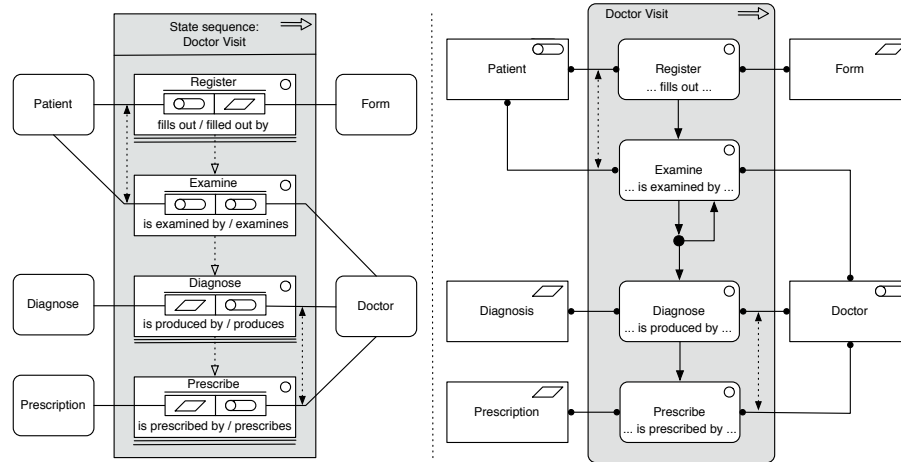 State sequence:
Doctor Visit
Register
Patient
Form
fills out / filled out by
Examine
is examined by / examines
Diagnose
Diagnose
Doctor
is produced by / produces
Prescribe
Prescription
is prescribed by / prescribes
Doctor Visit
Patient
Register
... fills out ...
Form
Examine
... is examined by ...
Diagnosis
Diagnose
... is produced by ...
Doctor
Prescription
Prescribe
... is prescribed by ...